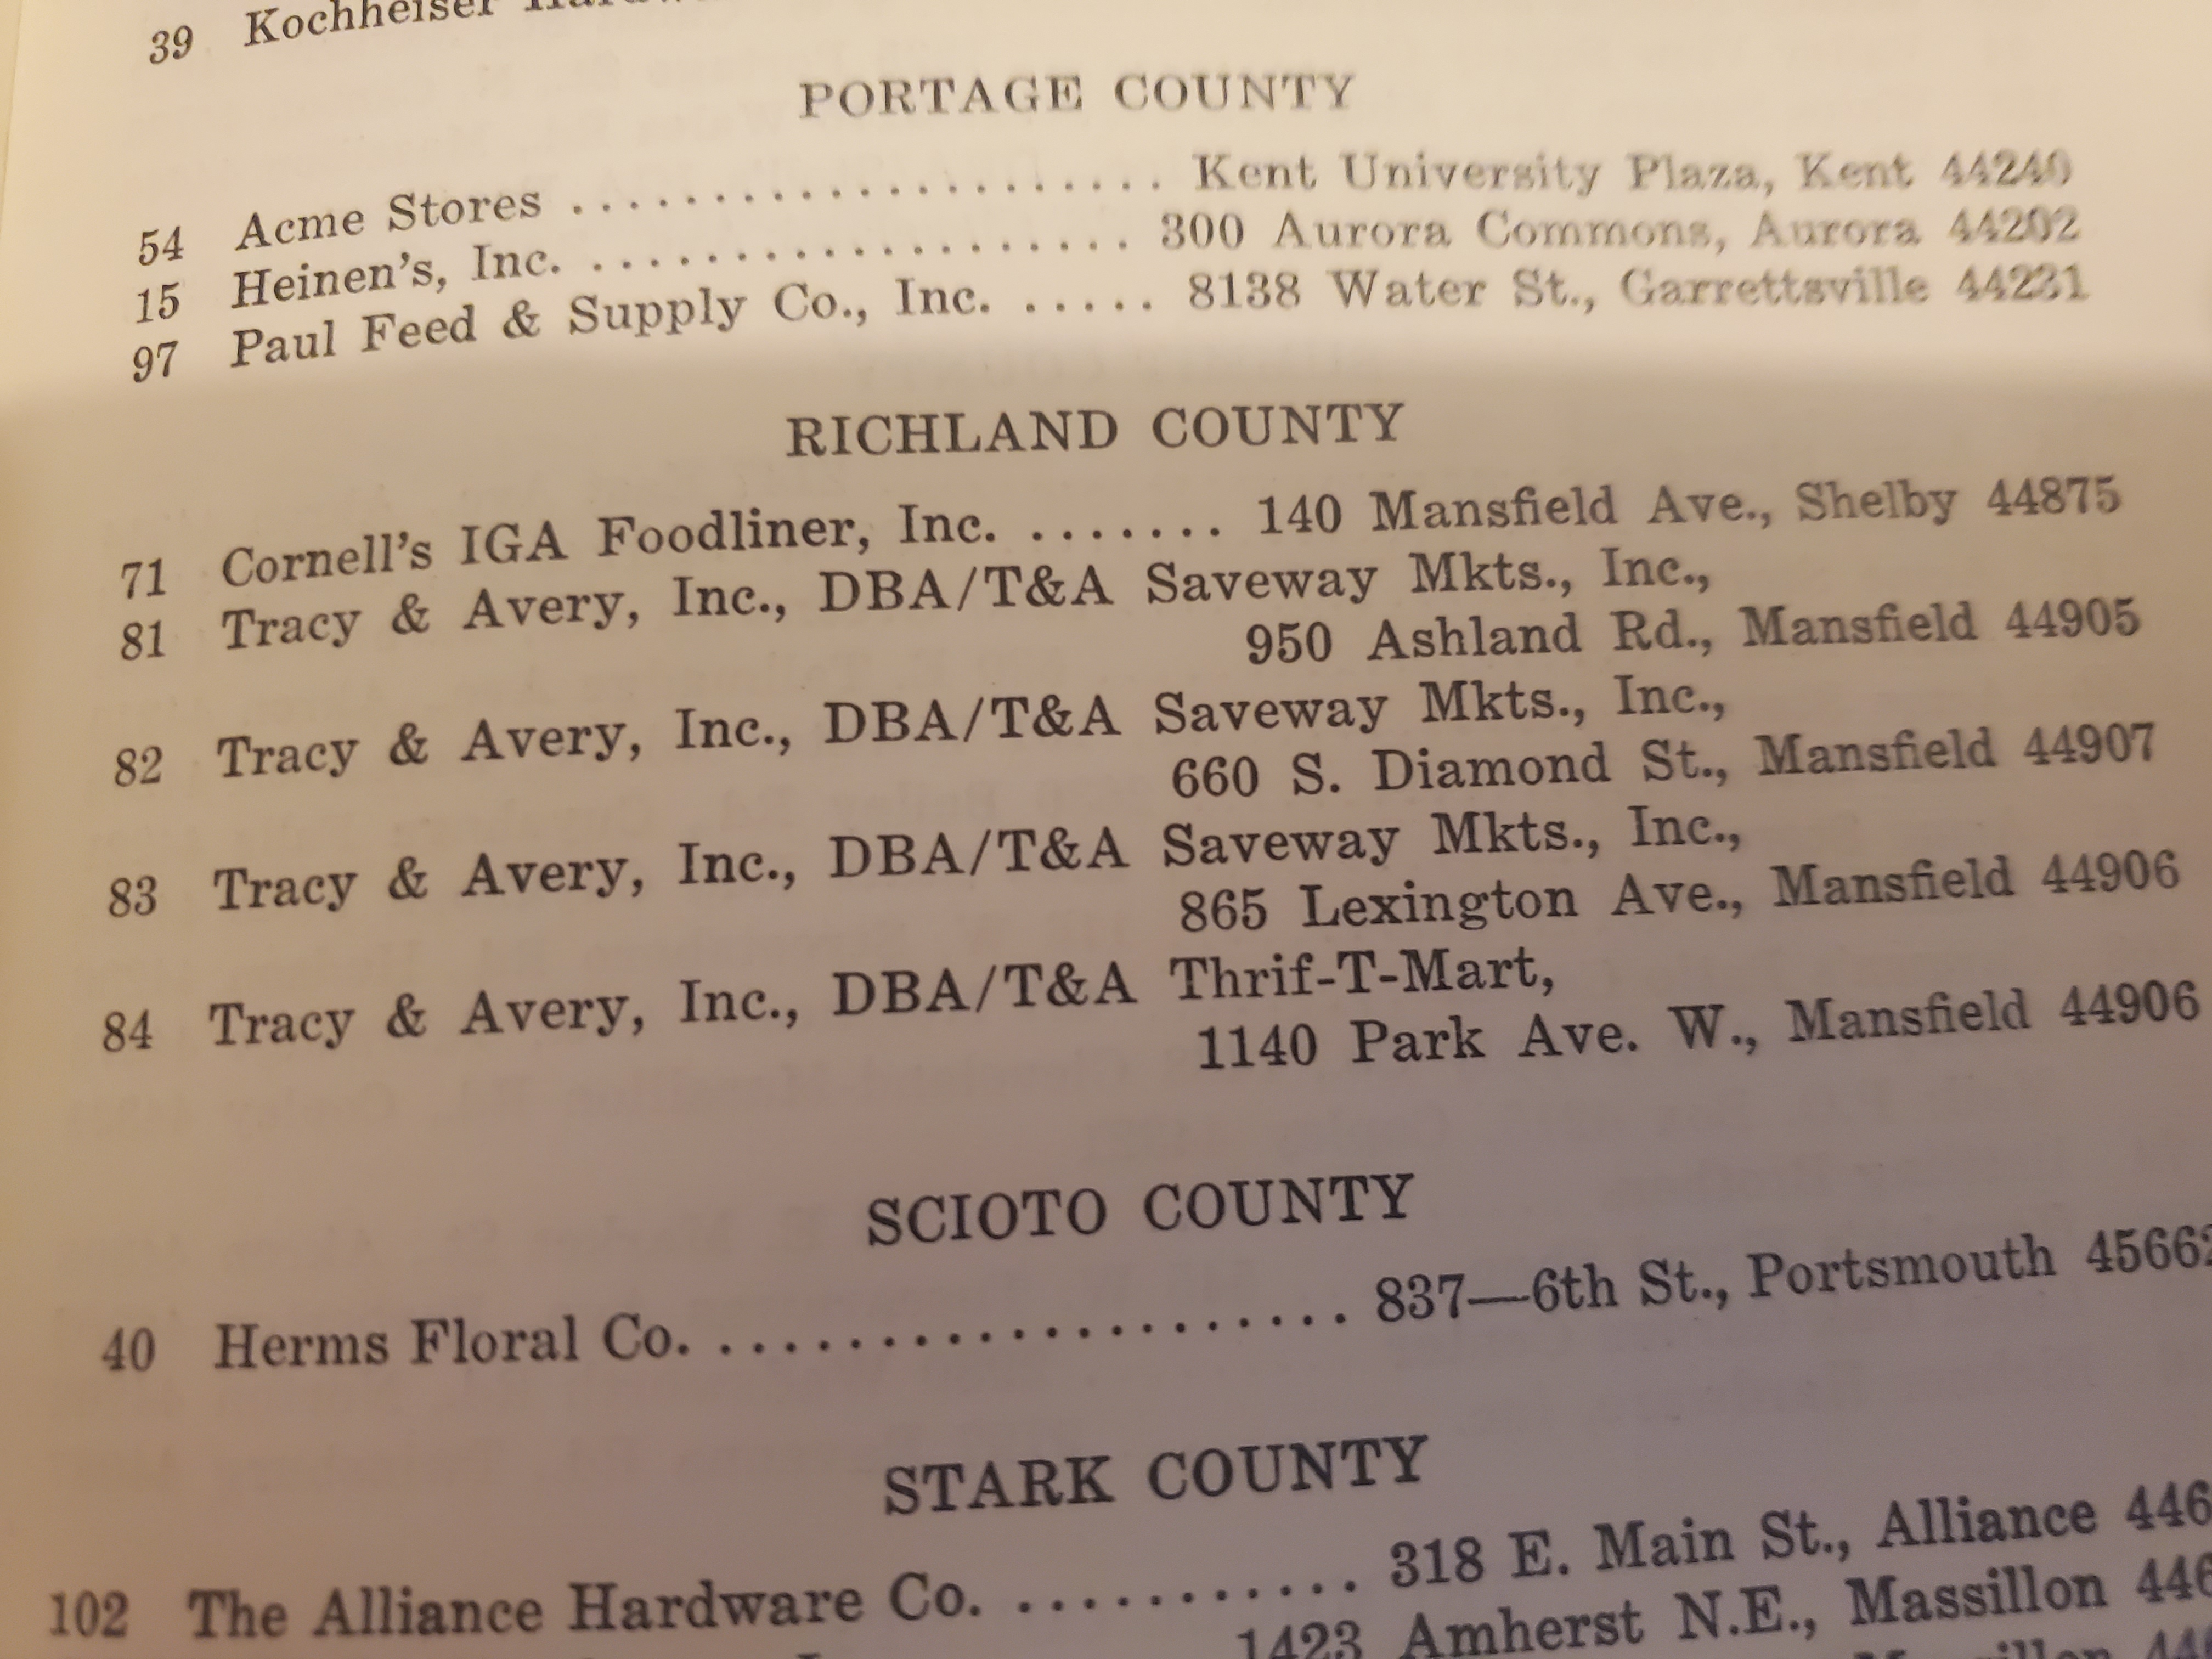 39 Kochheiser
PORTAGE COUNTY
54 Acme Stores .................... Kent University Plaza, Kent 44240
15 Heinen's, Inc. ................... 300 Aurora Commons, Aurora 44202
97 Paul Feed & Supply Co., Inc. ..... 8138 Water St., Garrettsville 44231
RICHLAND COUNTY
71 Cornell's IGA Foodliner, Inc. ....... 140 Mansfield Ave., Shelby 44875
81 Tracy & Avery, Inc., DBA/T&A Saveway Mkts., Inc.,
950 Ashland Rd., Mansfield 44905
82 Tracy & Avery, Inc., DBA/T&A Saveway Mkts., Inc.,
660 S. Diamond St., Mansfield 44907
83 Tracy & Avery, Inc., DBA/T&A Saveway Mkts., Inc.,
865 Lexington Ave., Mansfield 44906
84 Tracy & Avery, Inc., DBA/T&A Thrif-T-Mart,
1140 Park Ave. W., Mansfield 44906
SCIOTO COUNTY
40 Herms Floral Co. ..................... 837—6th St., Portsmouth 45662
STARK COUNTY
102 The Alliance Hardware Co. ........... 318 E. Main St., Alliance 446
1423 Amherst N.E., Massillon 446